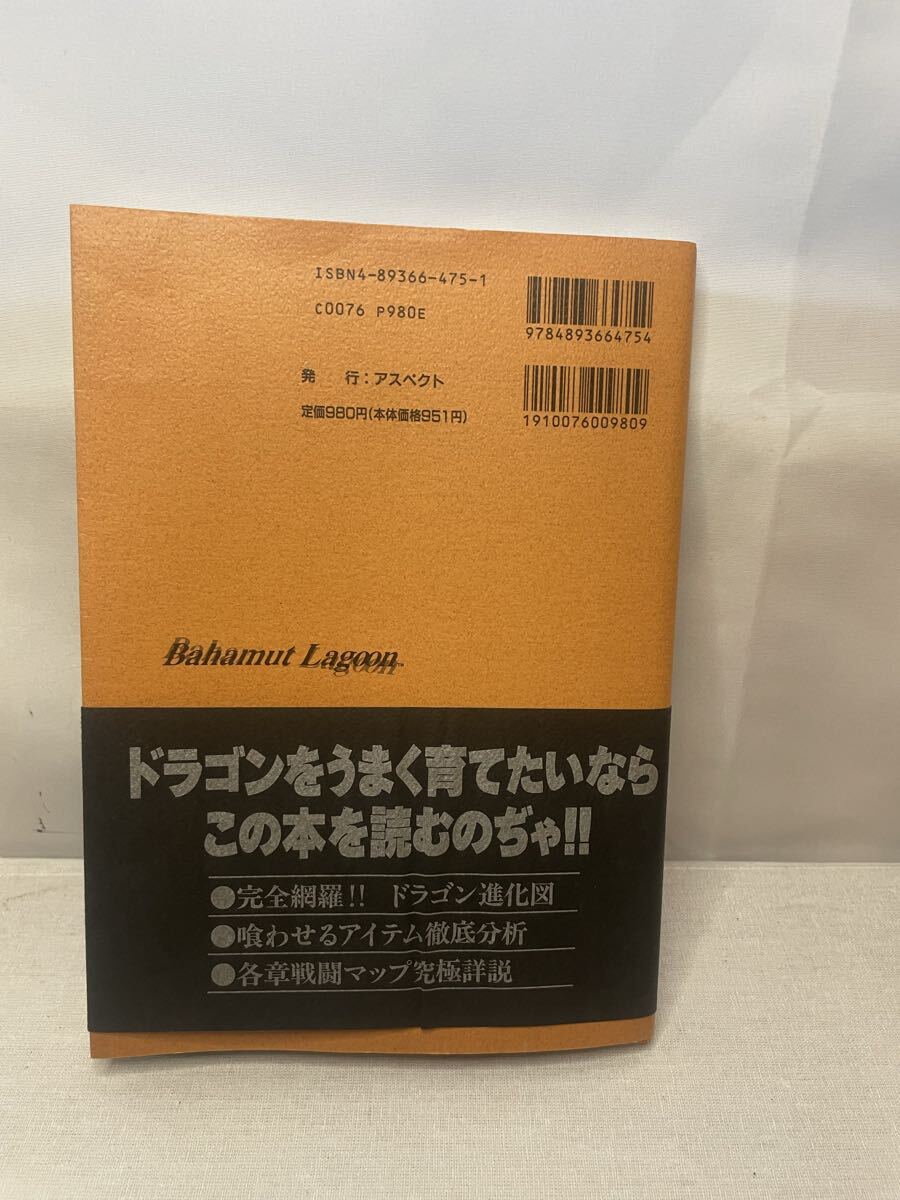 ISBN4-89366-475-1
C0076 P980E
9784893664754
発 行：アスペクト
定価980円(本体価格951円)
1910076009809
Bahamut Lagoon™
ドラゴンをうまく育てたいなら
この本を読むのぢゃ!!
●完全網羅!! ドラゴン進化図
●喰わせるアイテム徹底分析
●各章戦闘マップ究極詳説